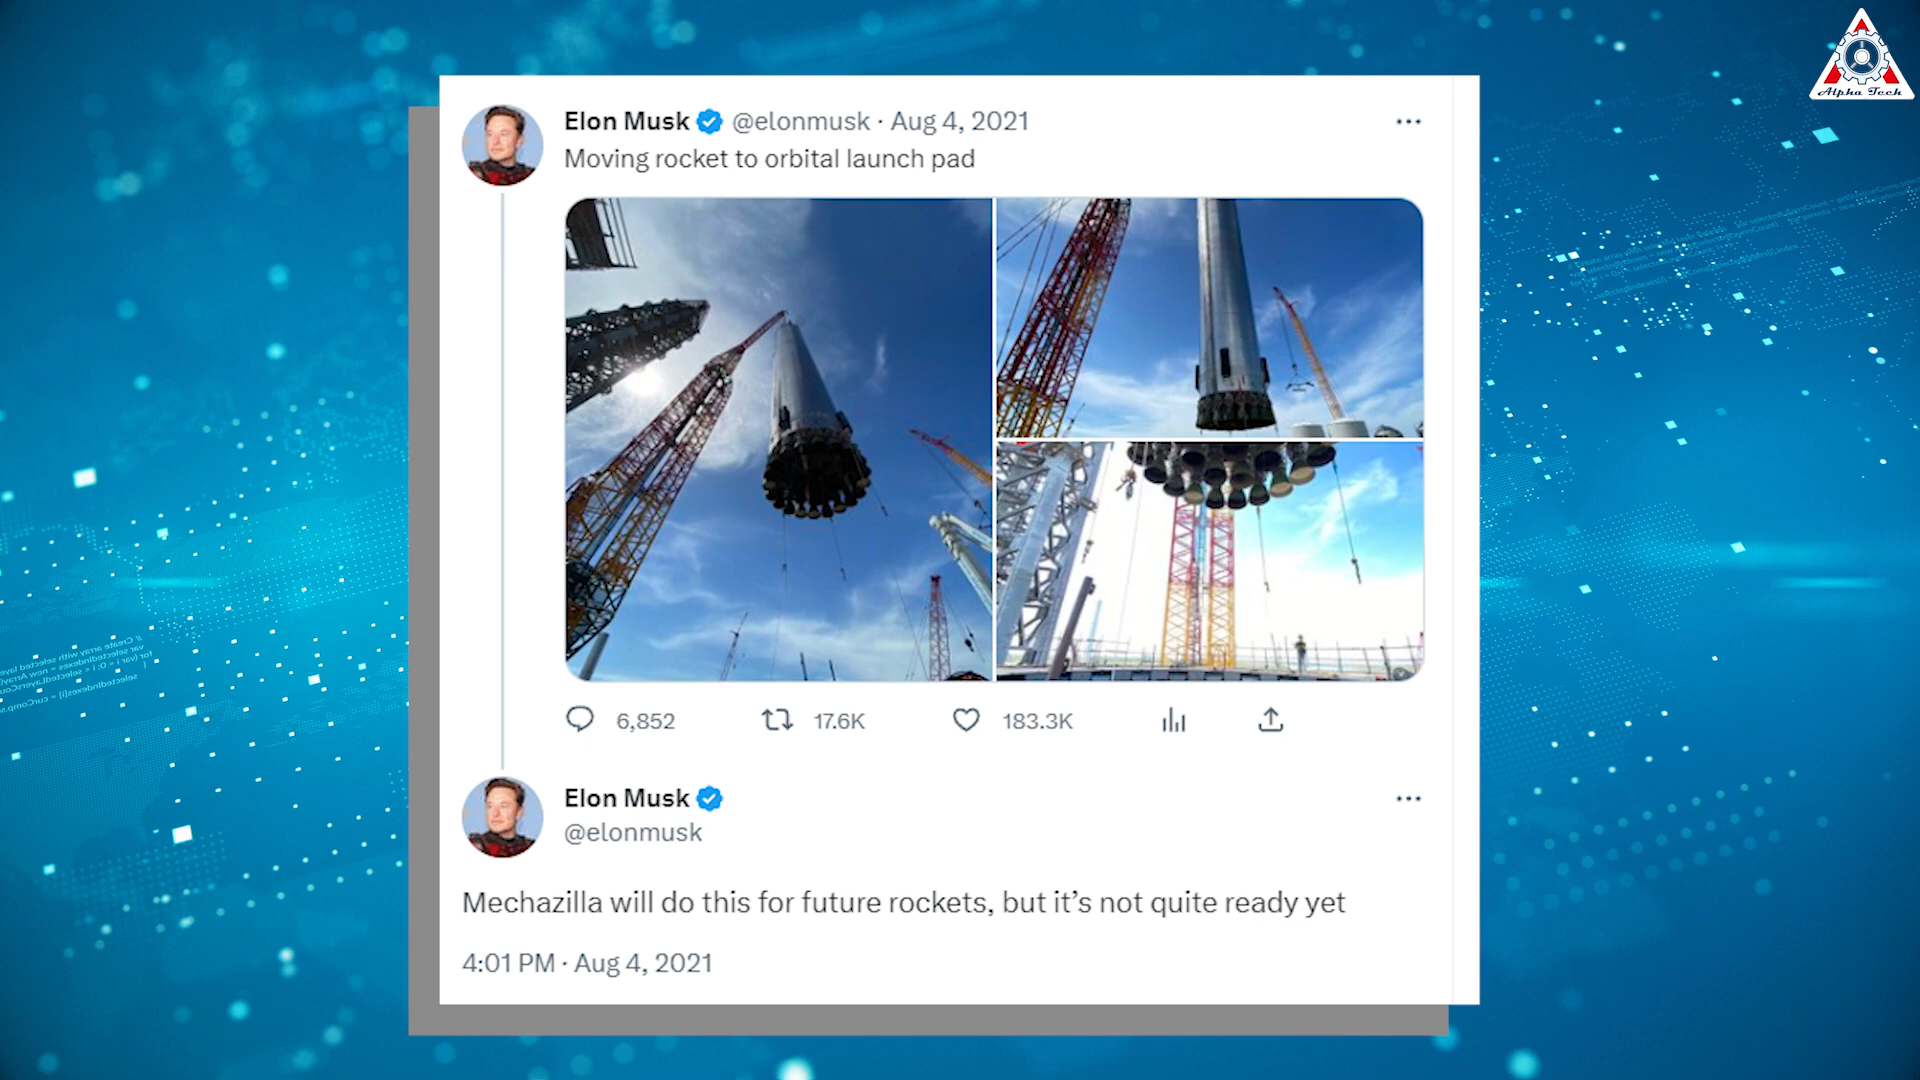 Alpha Tech
Elon Musk @elonmusk · Aug 4, 2021
Moving rocket to orbital launch pad
6,852 17.6K 183.3K
Elon Musk
@elonmusk
Mechazilla will do this for future rockets, but it’s not quite ready yet
4:01 PM · Aug 4, 2021